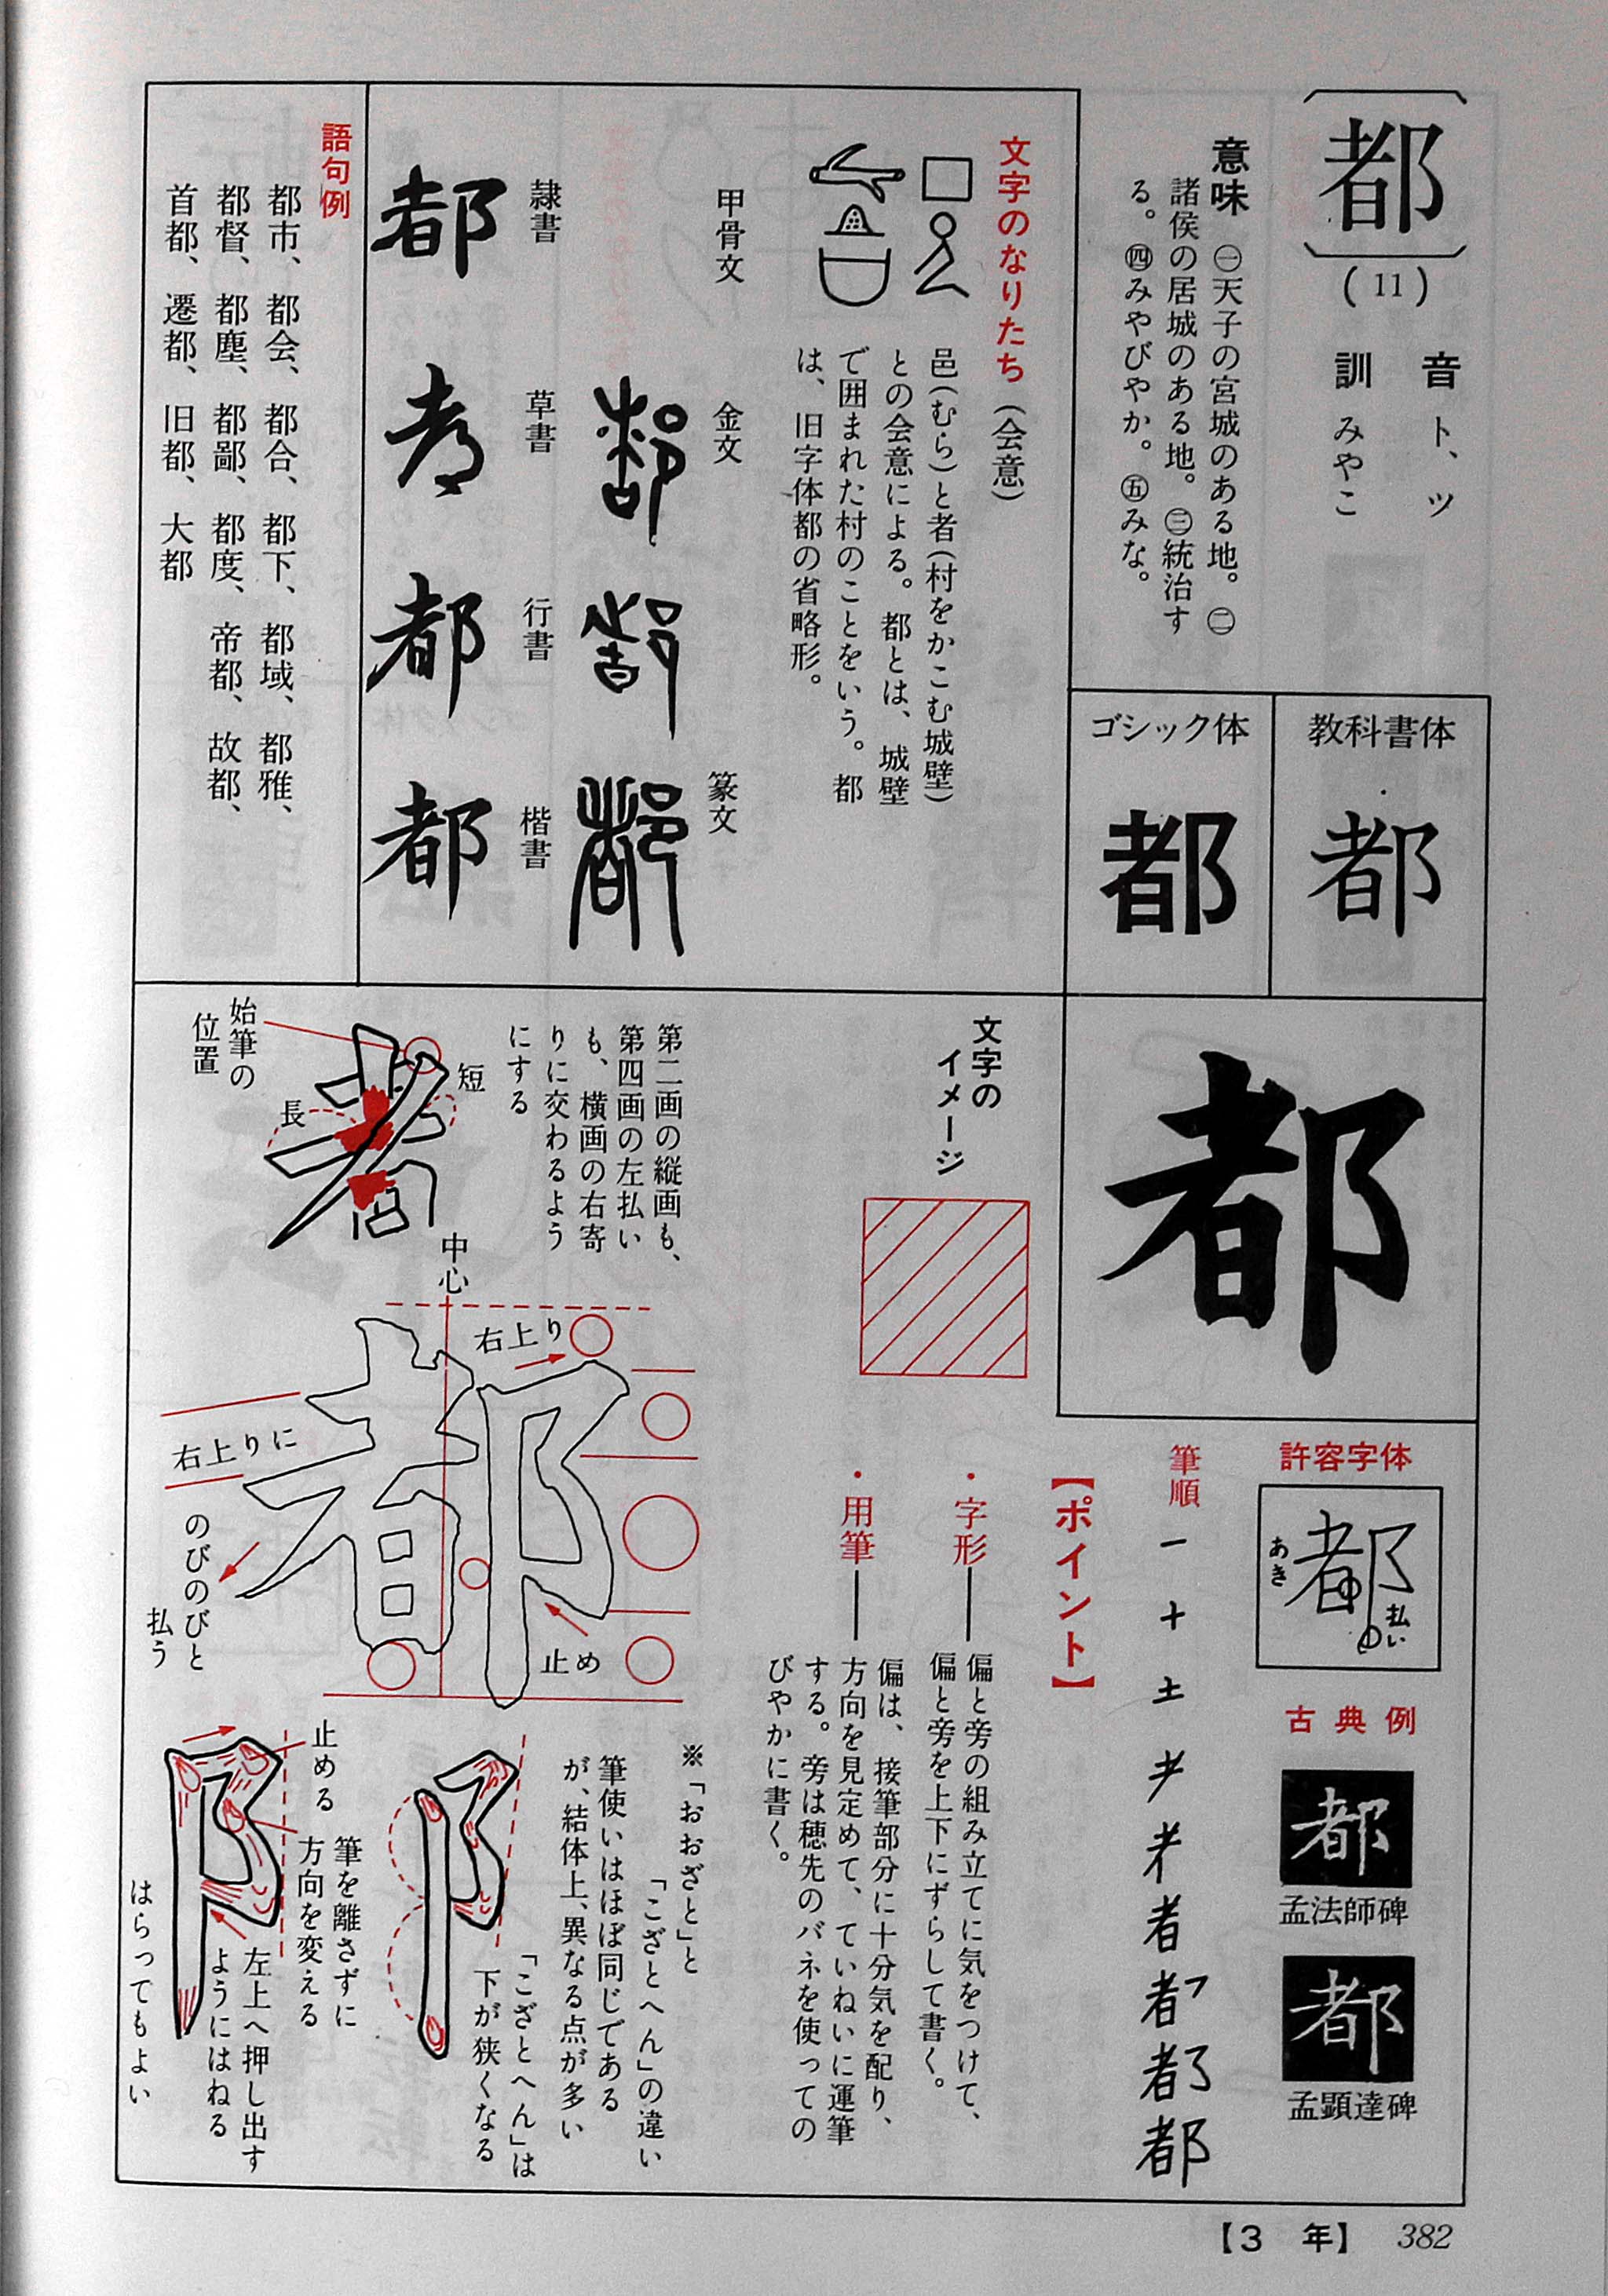 都
(11)
音 ト、ツ
訓 みやこ
意味 ㊀天子の宮城のある地。㊁
諸侯の居城のある地。㊂統治す
る。㊃みやびやか。㊄みな。
教科書体
都
ゴシック体
都
文字のなりたち(会意)
邑(むら)と者(村をかこむ城壁)
との会意による。都とは、城壁
で囲まれた村のことをいう。都
は、旧字体都の省略形。
甲骨文
金文
篆文
隷書
都
草書
都
行書
都
楷書
都
語句例
都市、都会、都合、都下、都域、都雅、
都督、都塵、都鄙、都度、帝都、故都、
首都、遷都、旧都、大都
都
許容字体
都
あき
払い
古典例
都
孟法師碑
都
孟顕達碑
筆順
一 十 土 耂 者 都
【ポイント】
・字形── 偏と旁の組み立てに気をつけて、
偏と旁を上下にずらして書く。
・用筆── 偏は、接筆部分に十分気を配り、
方向を見定めて、ていねいに運筆
する。旁は穂先のバネを使っての
びやかに書く。
文字の
イメージ
第二画の縦画も、
第四画の左払い
も、横画の右寄
りに交わるよう
にする
始筆の
位置
短
長
中心
右上り
右上りに
のびのびと
払う
止め
※「おおざと」と
「こざとへん」の違い
筆使いはほぼ同じである
が、結体上、異なる点が多い
「こざとへん」は
下が狭くなる
止める
筆を離さずに
方向を変える
左上へ押し出す
ようにはねる
はらってもよい
【3 年】 382